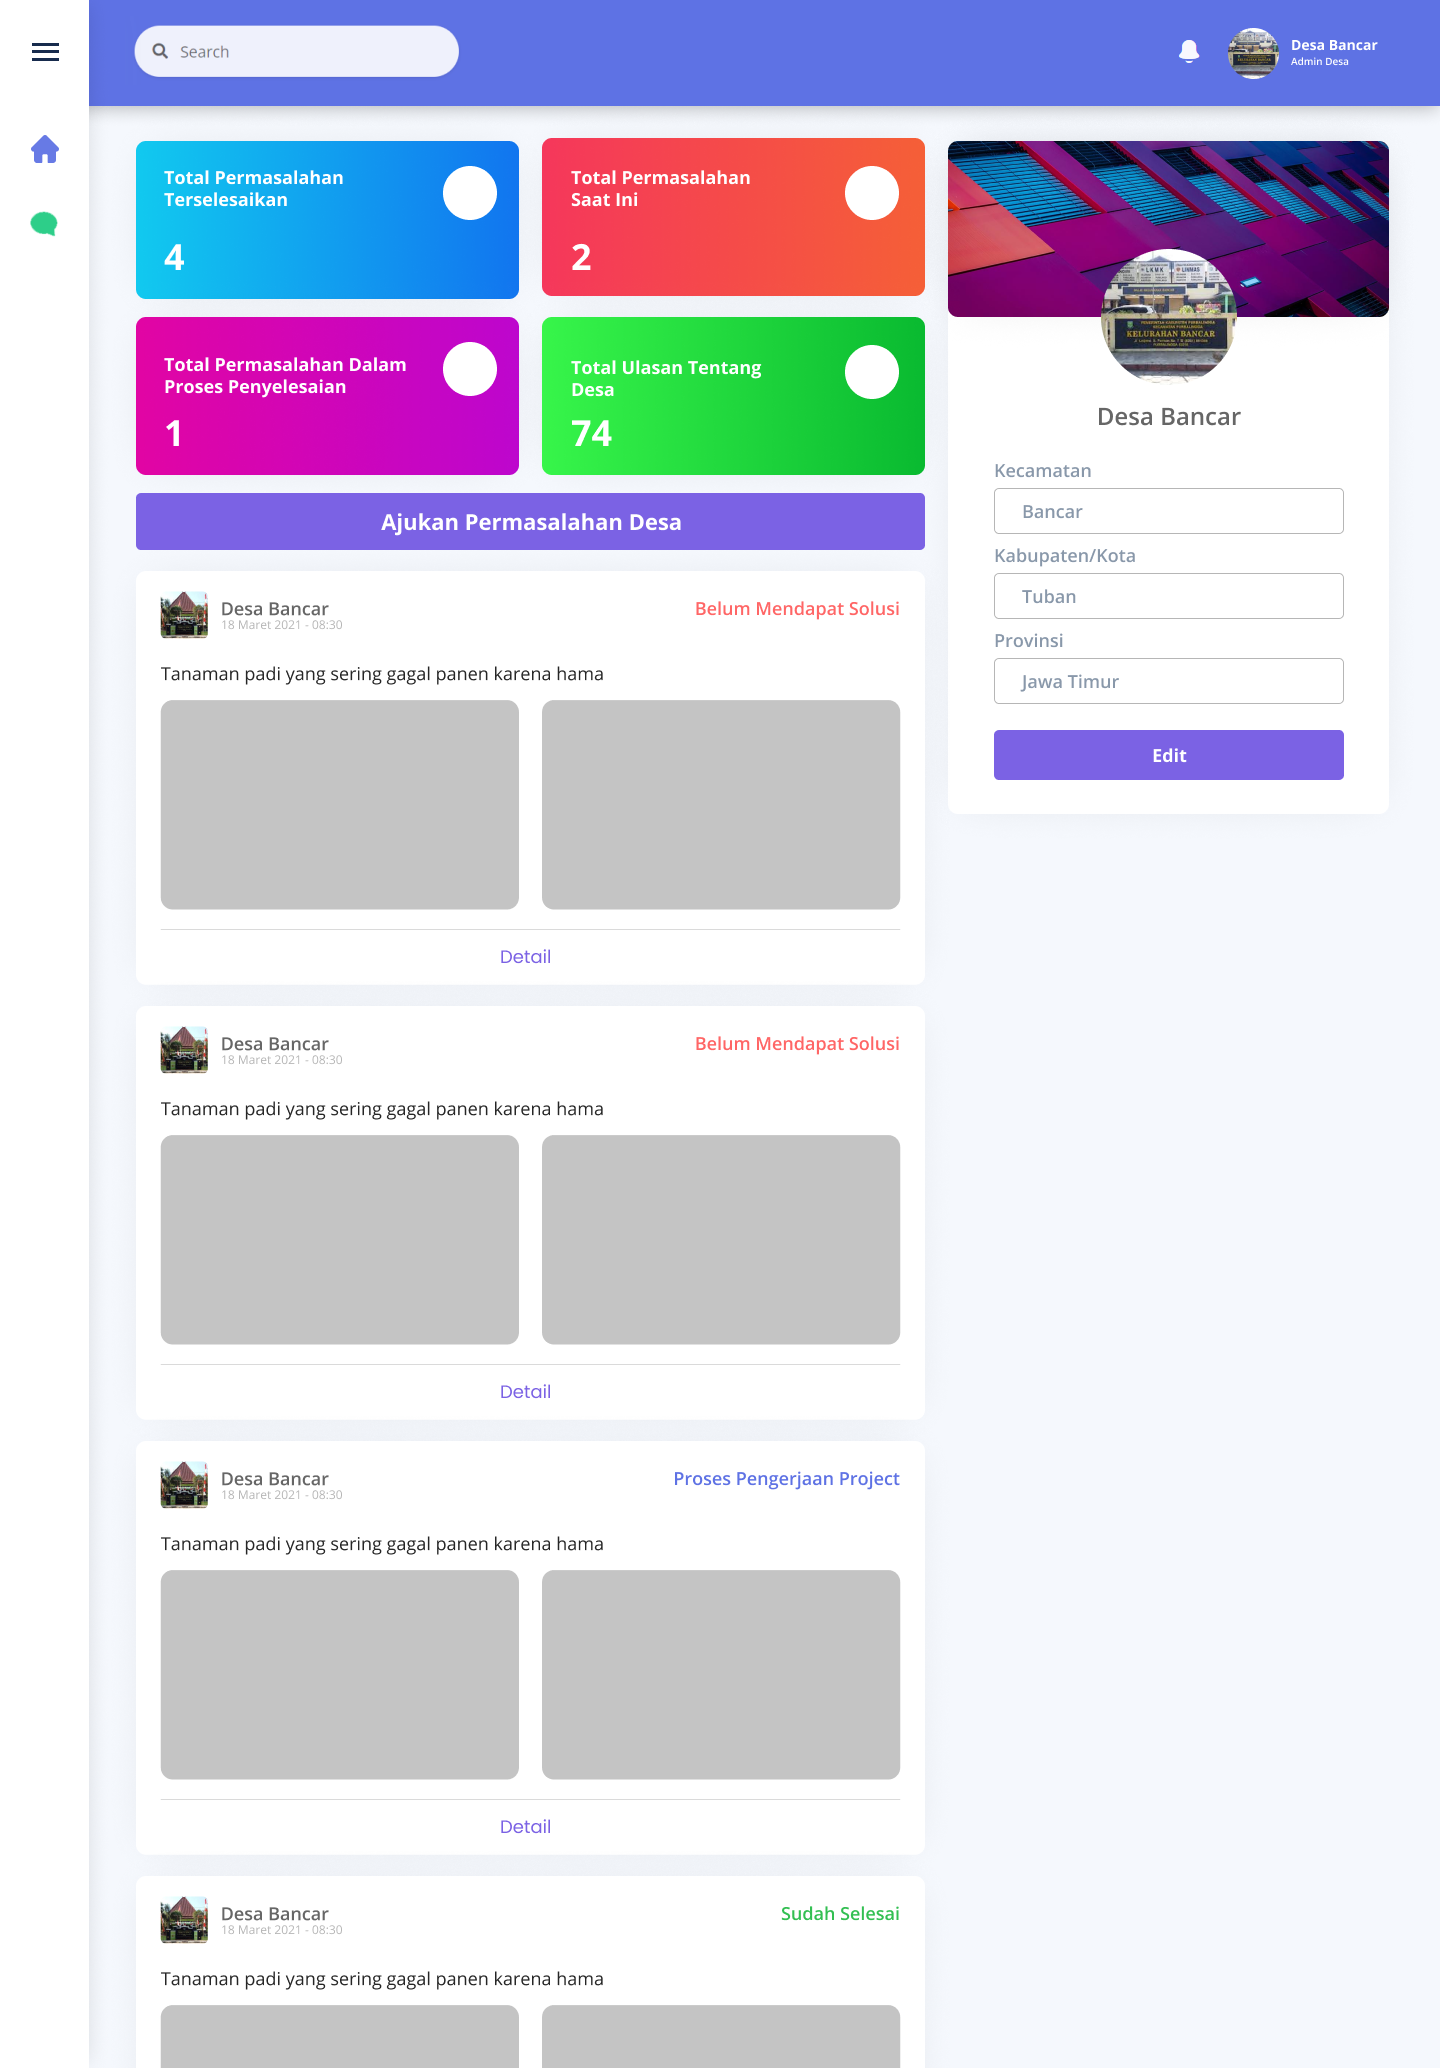 Search
Desa Bancar
Admin Desa
Total Permasalahan
Terselesaikan
4
Total Permasalahan
Saat Ini
2
Total Permasalahan Dalam
Proses Penyelesaian
1
Total Ulasan Tentang
Desa
74
Ajukan Permasalahan Desa
Desa Bancar
18 Maret 2021 - 08:30
Belum Mendapat Solusi
Tanaman padi yang sering gagal panen karena hama
Detail
Desa Bancar
18 Maret 2021 - 08:30
Belum Mendapat Solusi
Tanaman padi yang sering gagal panen karena hama
Detail
Desa Bancar
18 Maret 2021 - 08:30
Proses Pengerjaan Project
Tanaman padi yang sering gagal panen karena hama
Detail
Desa Bancar
18 Maret 2021 - 08:30
Sudah Selesai
Tanaman padi yang sering gagal panen karena hama
LKMK
LINMAS
KELURAHAN BANCAR
Desa Bancar
Kecamatan
Bancar
Kabupaten/Kota
Tuban
Provinsi
Jawa Timur
Edit